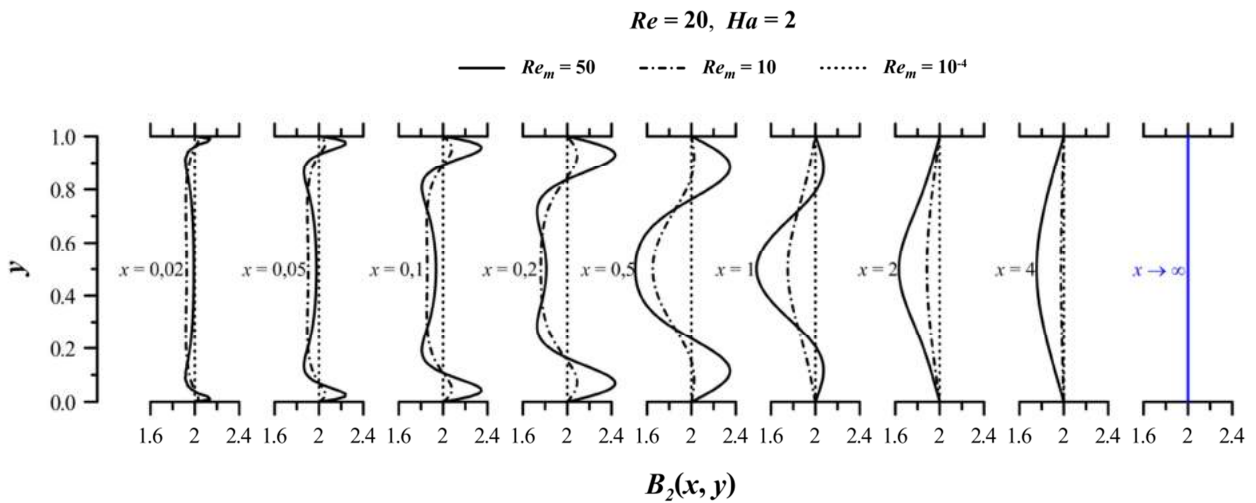 Re = 20, Ha = 2
Re_m = 50 Re_m = 10 Re_m = 10^-4
y
1.0
0.8
0.6
0.4
0.2
0.0
x = 0,02 x = 0,05 x = 0,1 x = 0,2 x = 0,5 x = 1 x = 2 x = 4 x → ∞
1.6 2 2.4 1.6 2 2.4 1.6 2 2.4 1.6 2 2.4 1.6 2 2.4 1.6 2 2.4 1.6 2 2.4 1.6 2 2.4 1.6 2 2.4
B_2(x, y)